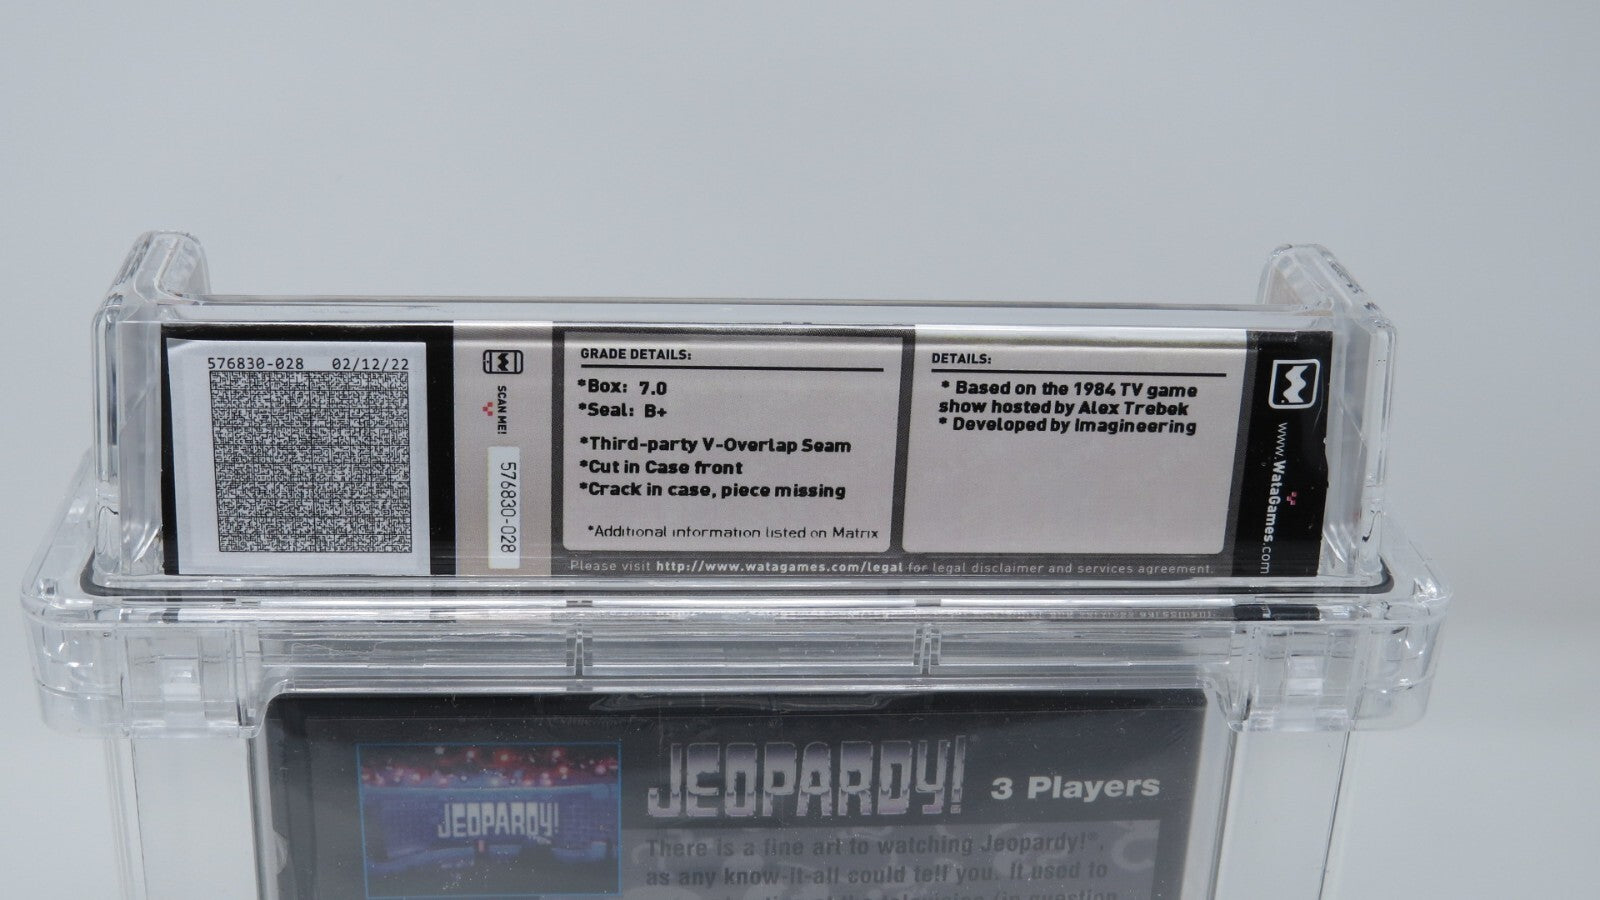 576830-028 02/12/22
SCAN ME!
576830-028
GRADE DETAILS:
*Box: 7.0
*Seal: B+
*Third-party V-Overlap Seam
*Cut in Case front
*Crack in case, piece missing
*Additional information listed on Matrix
DETAILS:
* Based on the 1984 TV game
show hosted by Alex Trebek
* Developed by Imagineering
www.WataGames.com
Please visit http://www.watagames.com/legal for legal disclaimer and services agreement.
JEOPARDY!
JEOPARDY!
3 Players
There is a fine art to watching Jeopardy!®,
as any know-it-all could tell you. It used to
the television (in question